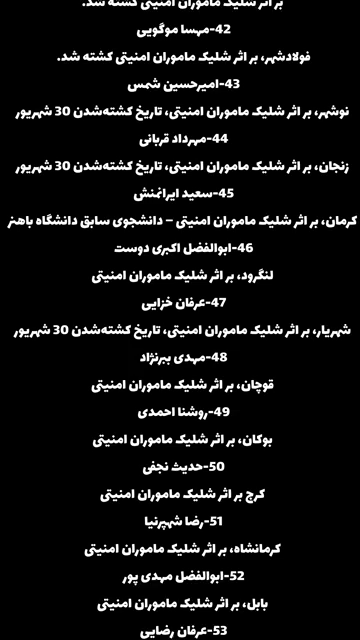 بر اثر شلیک ماموران امنیتی کشته شد.
42-مهسا موگویی
فولادشهر، بر اثر شلیک ماموران امنیتی کشته شد.
43-امیرحسین شمس
نوشهر، بر اثر شلیک ماموران امنیتی، تاریخ کشته‌شدن 30 شهریور
44-مهرداد قربانی
زنجان، بر اثر شلیک ماموران امنیتی، تاریخ کشته‌شدن 30 شهریور
45-سعید ایرانمنش
کرمان، بر اثر شلیک ماموران امنیتی – دانشجوی سابق دانشگاه باهنر
46-ابوالفضل اکبری دوست
لنگرود، بر اثر شلیک ماموران امنیتی
47-عرفان خزایی
شهریار، بر اثر شلیک ماموران امنیتی، تاریخ کشته‌شدن 30 شهریور
48-مهدی ببرنژاد
قوچان، بر اثر شلیک ماموران امنیتی
49-روشنا احمدی
بوکان، بر اثر شلیک ماموران امنیتی
50-حدیث نجفی
کرج بر اثر شلیک ماموران امنیتی
51-رضا شهپرنیا
کرمانشاه، بر اثر شلیک ماموران امنیتی
52-ابوالفضل مهدی پور
بابل، بر اثر شلیک ماموران امنیتی
53-عرفان رضایی